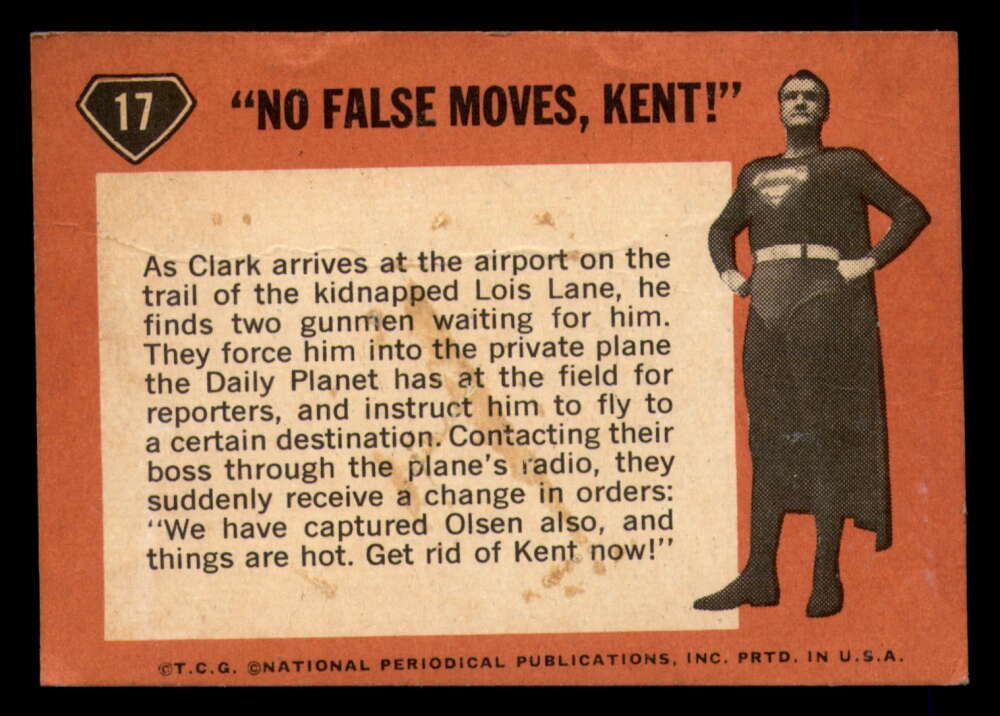 17
“NO FALSE MOVES, KENT!”
As Clark arrives at the airport on the
trail of the kidnapped Lois Lane, he
finds two gunmen waiting for him.
They force him into the private plane
the Daily Planet has at the field for
reporters, and instruct him to fly to
a certain destination. Contacting their
boss through the plane's radio, they
suddenly receive a change in orders:
“We have captured Olsen also, and
things are hot. Get rid of Kent now!”
©T.C.G. ©NATIONAL PERIODICAL PUBLICATIONS, INC. PRTD. IN U.S.A.